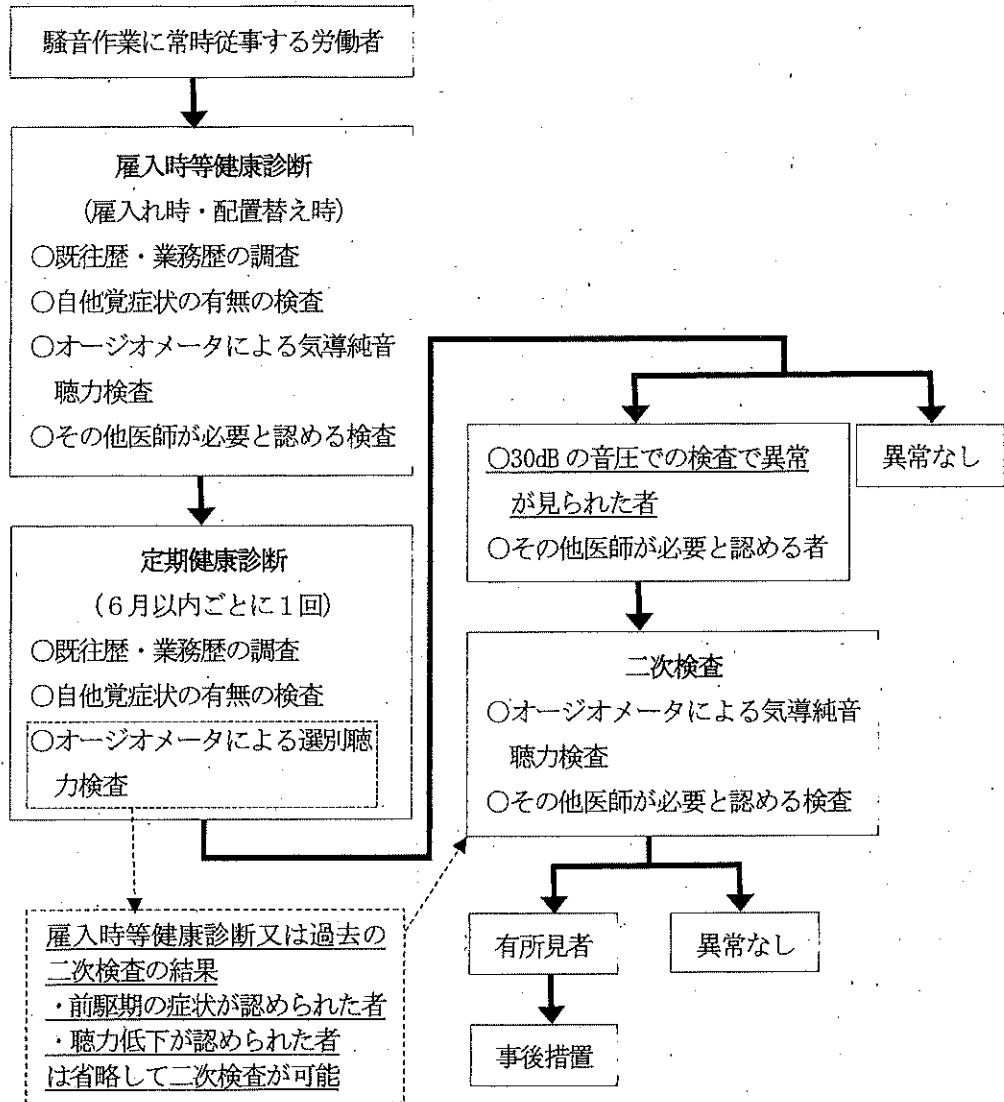 騒音作業に常時従事する労働者
雇入時等健康診断
(雇入れ時・配置替え時)
○既往歴・業務歴の調査
○自他覚症状の有無の検査
○オージオメータによる気導純音
聴力検査
○その他医師が必要と認める検査
定期健康診断
(6月以内ごとに1回)
○既往歴・業務歴の調査
○自他覚症状の有無の検査
○オージオメータによる選別聴
力検査
雇入時等健康診断又は過去の
二次検査の結果
・前駆期の症状が認められた者
・聴力低下が認められた者
は省略して二次検査が可能
○30dBの音圧での検査で異常
が見られた者
○その他医師が必要と認める者
異常なし
二次検査
○オージオメータによる気導純音
聴力検査
○その他医師が必要と認める検査
有所見者
異常なし
事後措置